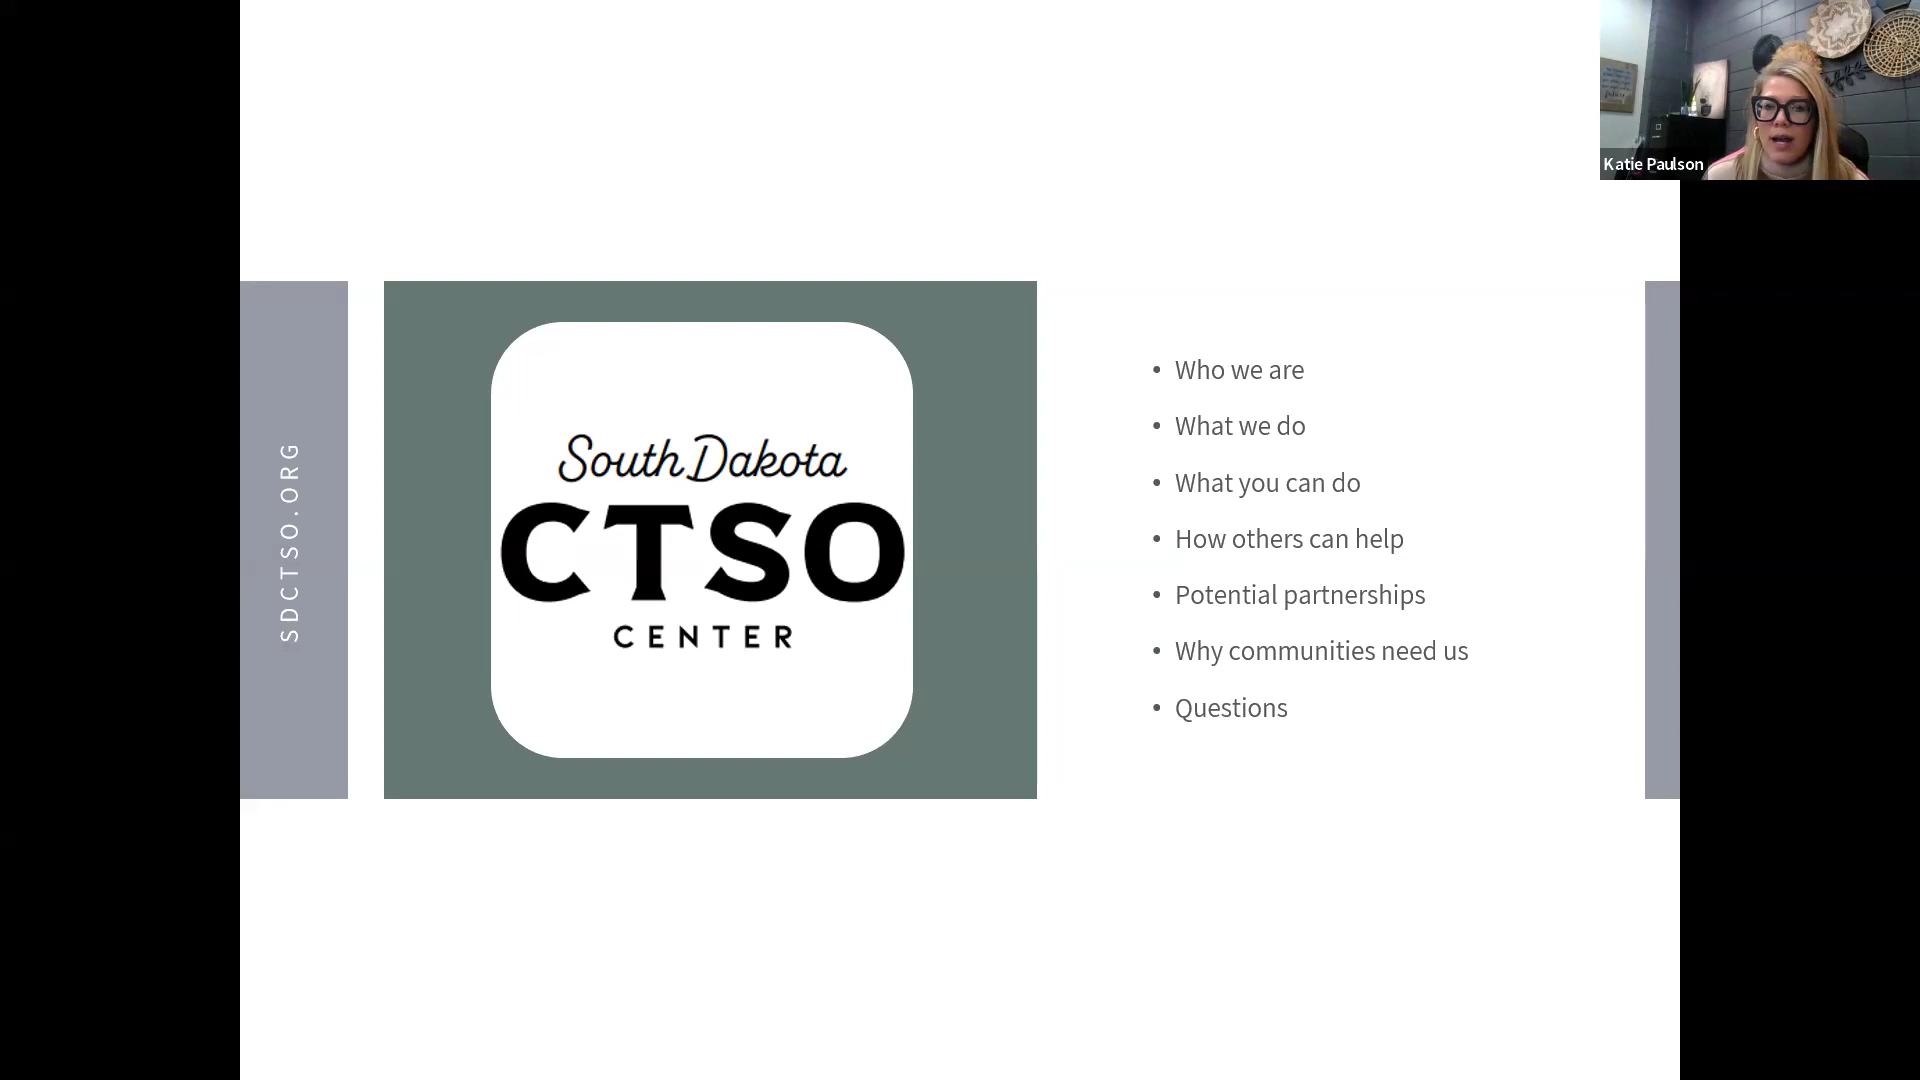 Katie Paulson
SDCTSO.ORG
South Dakota
CTSO
CENTER
• Who we are
• What we do
• What you can do
• How others can help
• Potential partnerships
• Why communities need us
• Questions